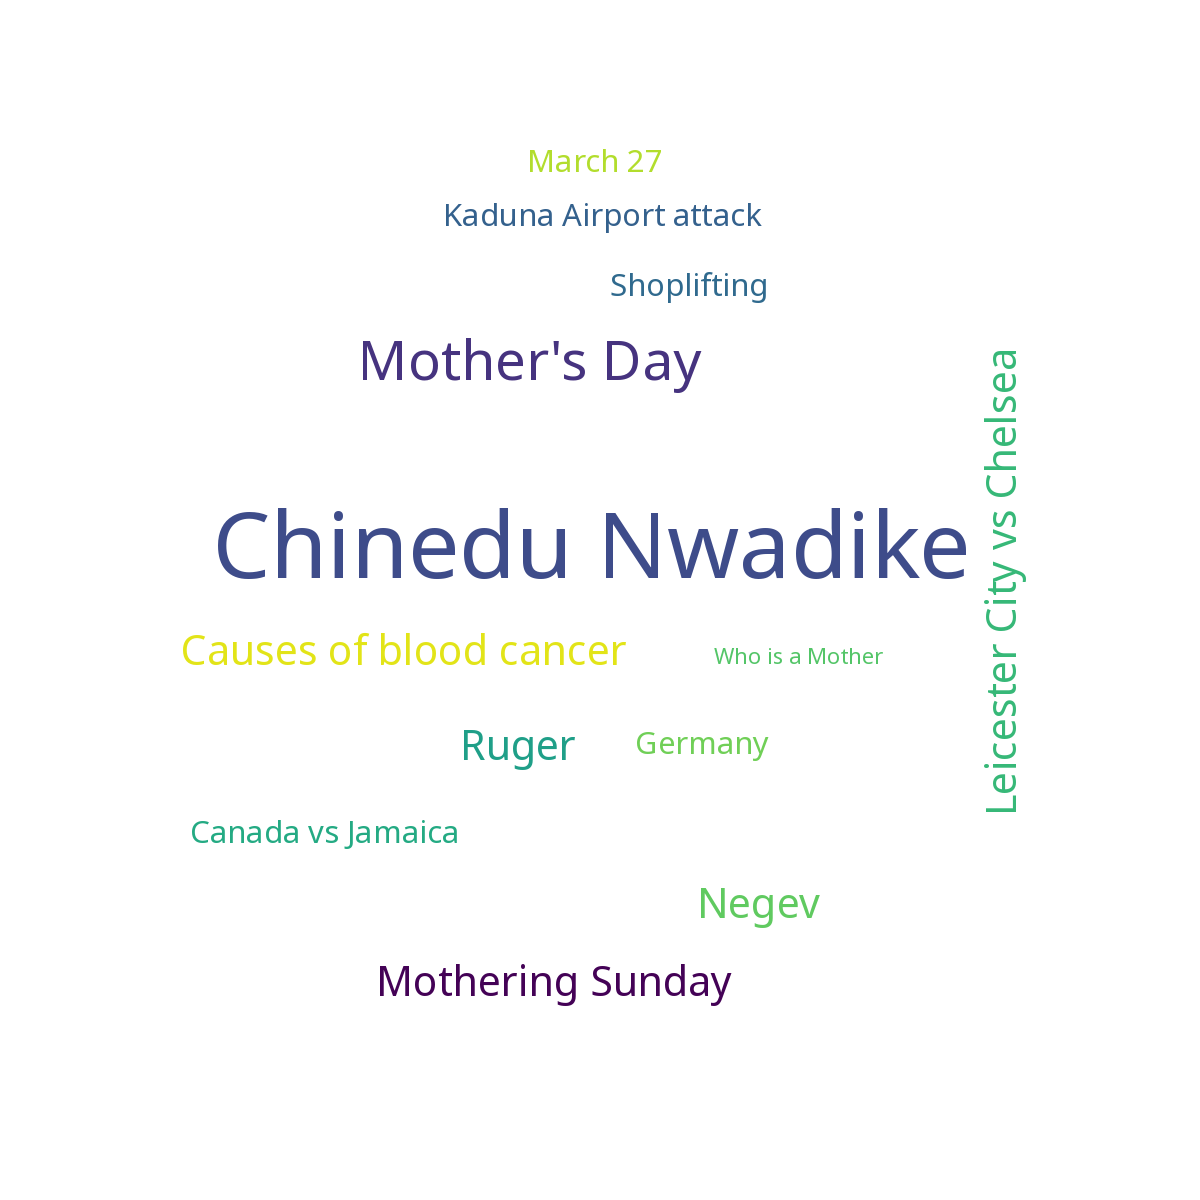 March 27
Kaduna Airport attack
Shoplifting
Mother's Day
Leicester City vs Chelsea
Chinedu Nwadike
Causes of blood cancer
Who is a Mother
Ruger
Germany
Canada vs Jamaica
Negev
Mothering Sunday